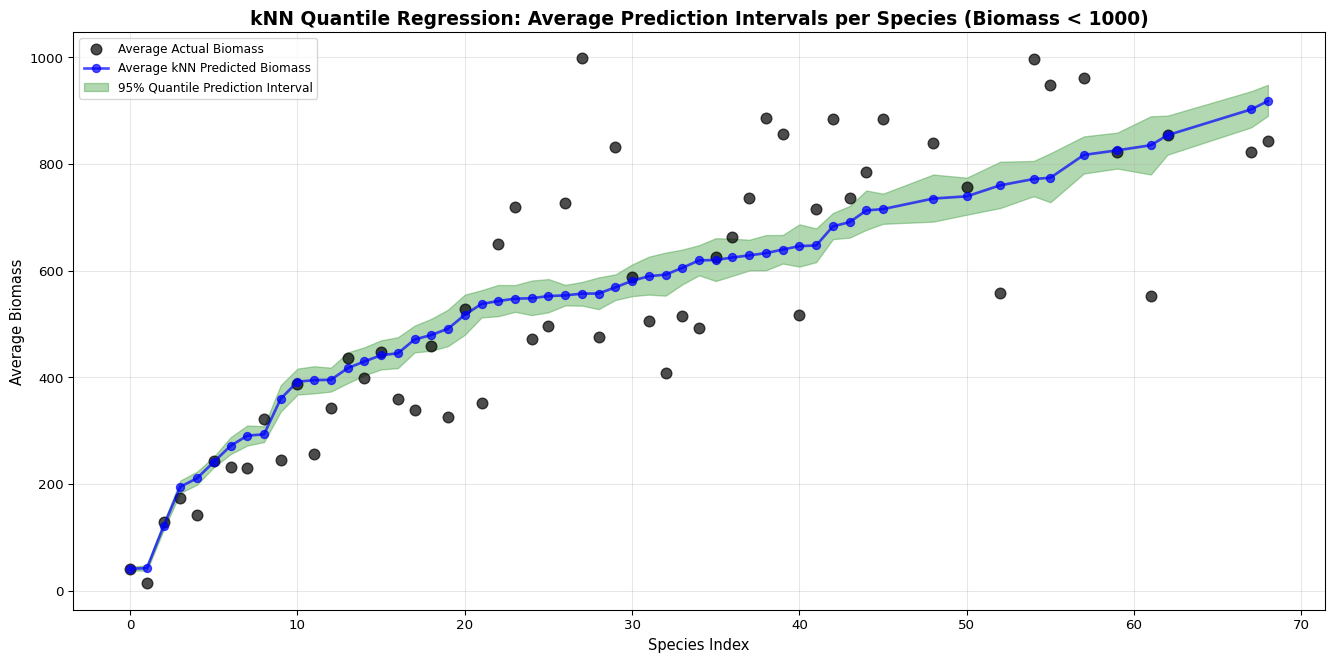 kNN Quantile Regression: Average Prediction Intervals per Species (Biomass < 1000)
Average Actual Biomass
Average kNN Predicted Biomass
95% Quantile Prediction Interval
Average Biomass
1000
800
600
400
200
0
0 10 20 30 40 50 60 70
Species Index